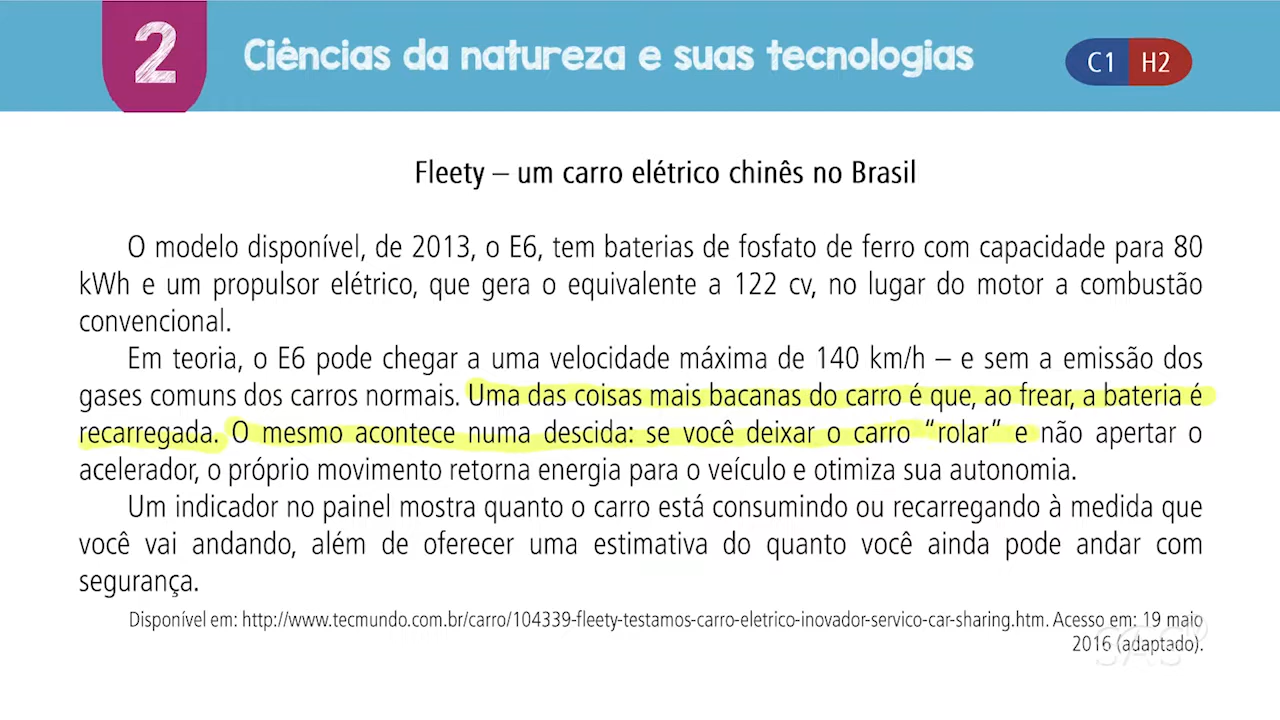 2
Ciências da natureza e suas tecnologias
C1 H2
Fleety – um carro elétrico chinês no Brasil
O modelo disponível, de 2013, o E6, tem baterias de fosfato de ferro com capacidade para 80
kWh e um propulsor elétrico, que gera o equivalente a 122 cv, no lugar do motor a combustão
convencional.
Em teoria, o E6 pode chegar a uma velocidade máxima de 140 km/h – e sem a emissão dos
gases comuns dos carros normais. Uma das coisas mais bacanas do carro é que, ao frear, a bateria é
recarregada. O mesmo acontece numa descida: se você deixar o carro “rolar” e não apertar o
acelerador, o próprio movimento retorna energia para o veículo e otimiza sua autonomia.
Um indicador no painel mostra quanto o carro está consumindo ou recarregando à medida que
você vai andando, além de oferecer uma estimativa do quanto você ainda pode andar com
segurança.
Disponível em: http://www.tecmundo.com.br/carro/104339-fleety-testamos-carro-eletrico-inovador-servico-car-sharing.htm. Acesso em: 19 maio
2016 (adaptado).
SAS